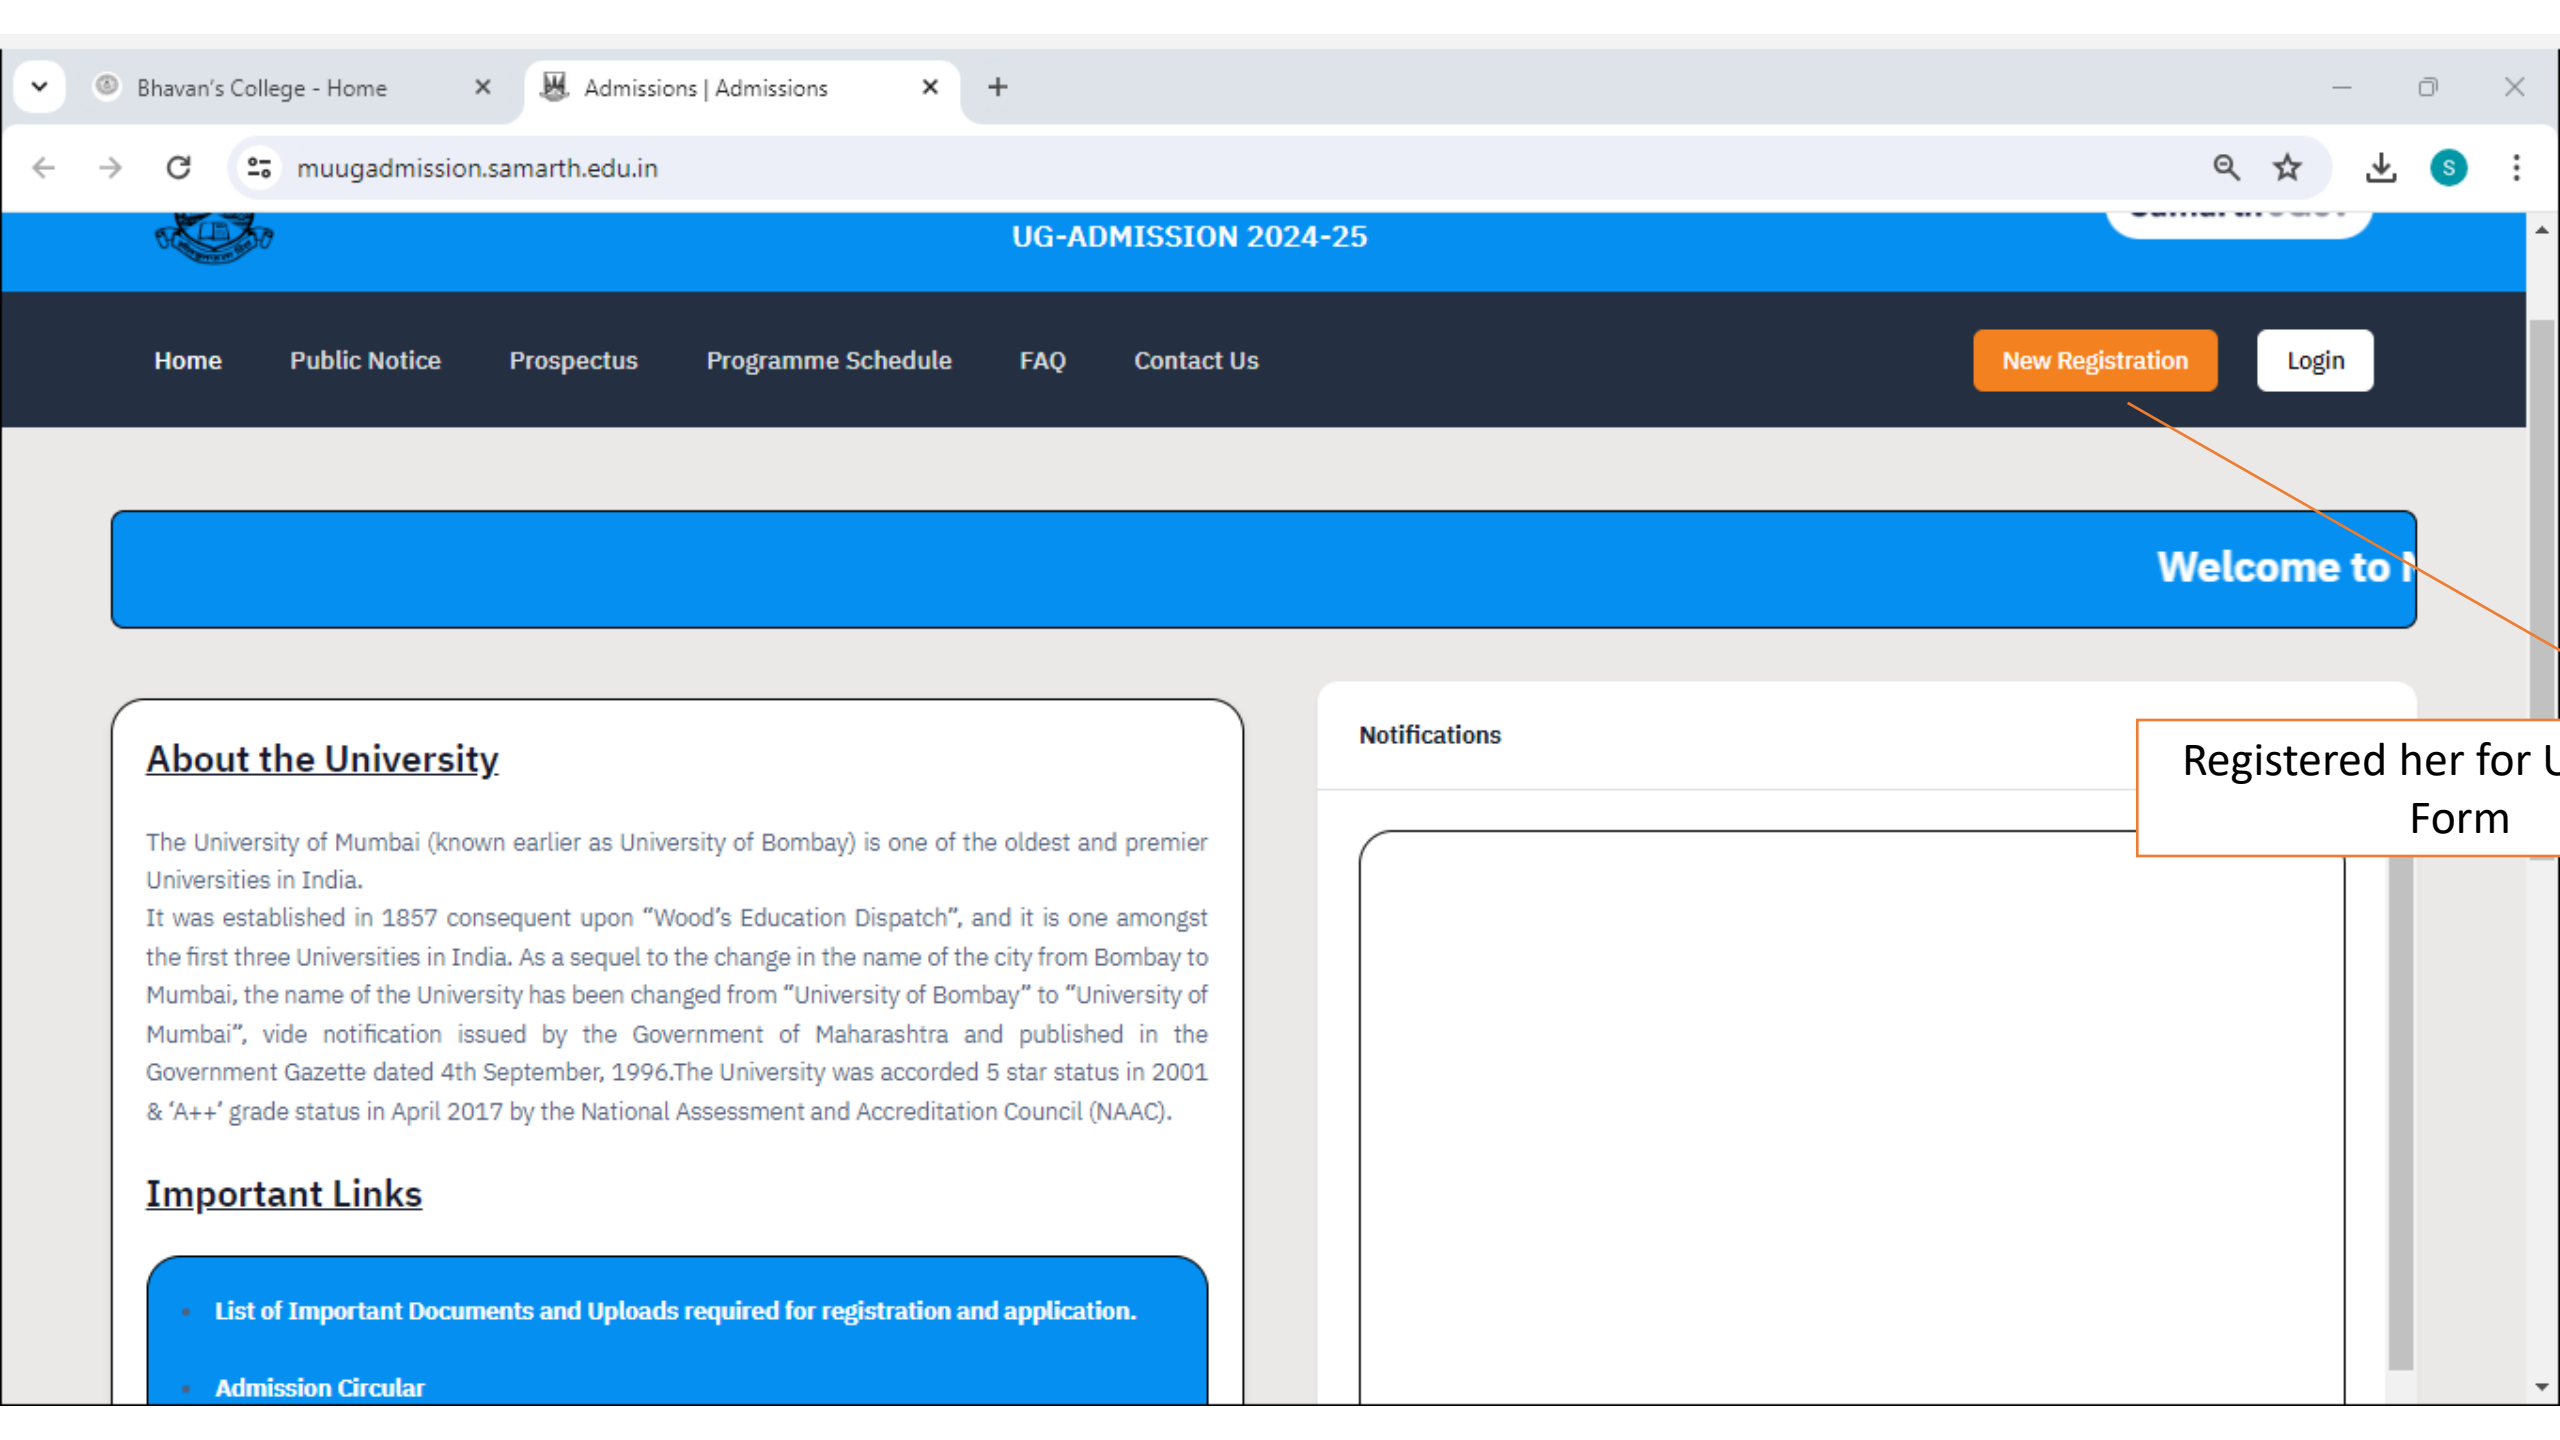 Bhavan's College - Home
Admissions | Admissions
muugadmission.samarth.edu.in
S
UG-ADMISSION 2024-25
Home
Public Notice
Prospectus
Programme Schedule
FAQ
Contact Us
New Registration
Login
Welcome to
About the University
The University of Mumbai (known earlier as University of Bombay) is one of the oldest and premier
Universities in India.
It was established in 1857 consequent upon “Wood’s Education Dispatch”, and it is one amongst
the first three Universities in India. As a sequel to the change in the name of the city from Bombay to
Mumbai, the name of the University has been changed from “University of Bombay” to “University of
Mumbai”, vide notification issued by the Government of Maharashtra and published in the
Government Gazette dated 4th September, 1996.The University was accorded 5 star status in 2001
& ‘A++’ grade status in April 2017 by the National Assessment and Accreditation Council (NAAC).
Important Links
List of Important Documents and Uploads required for registration and application.
Admission Circular
Notifications
Registered her for
Form